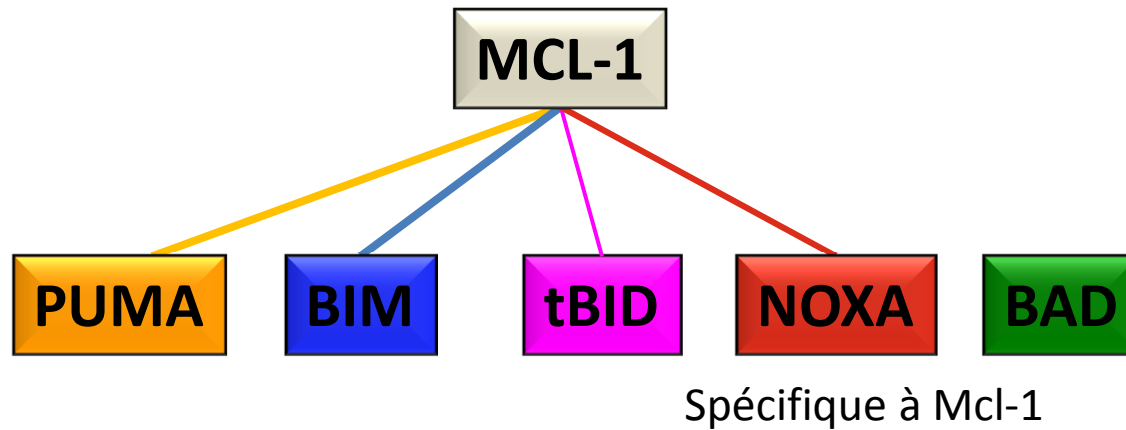 MCL-1
PUMA BIM tBID NOXA BAD
Spécifique à Mcl-1